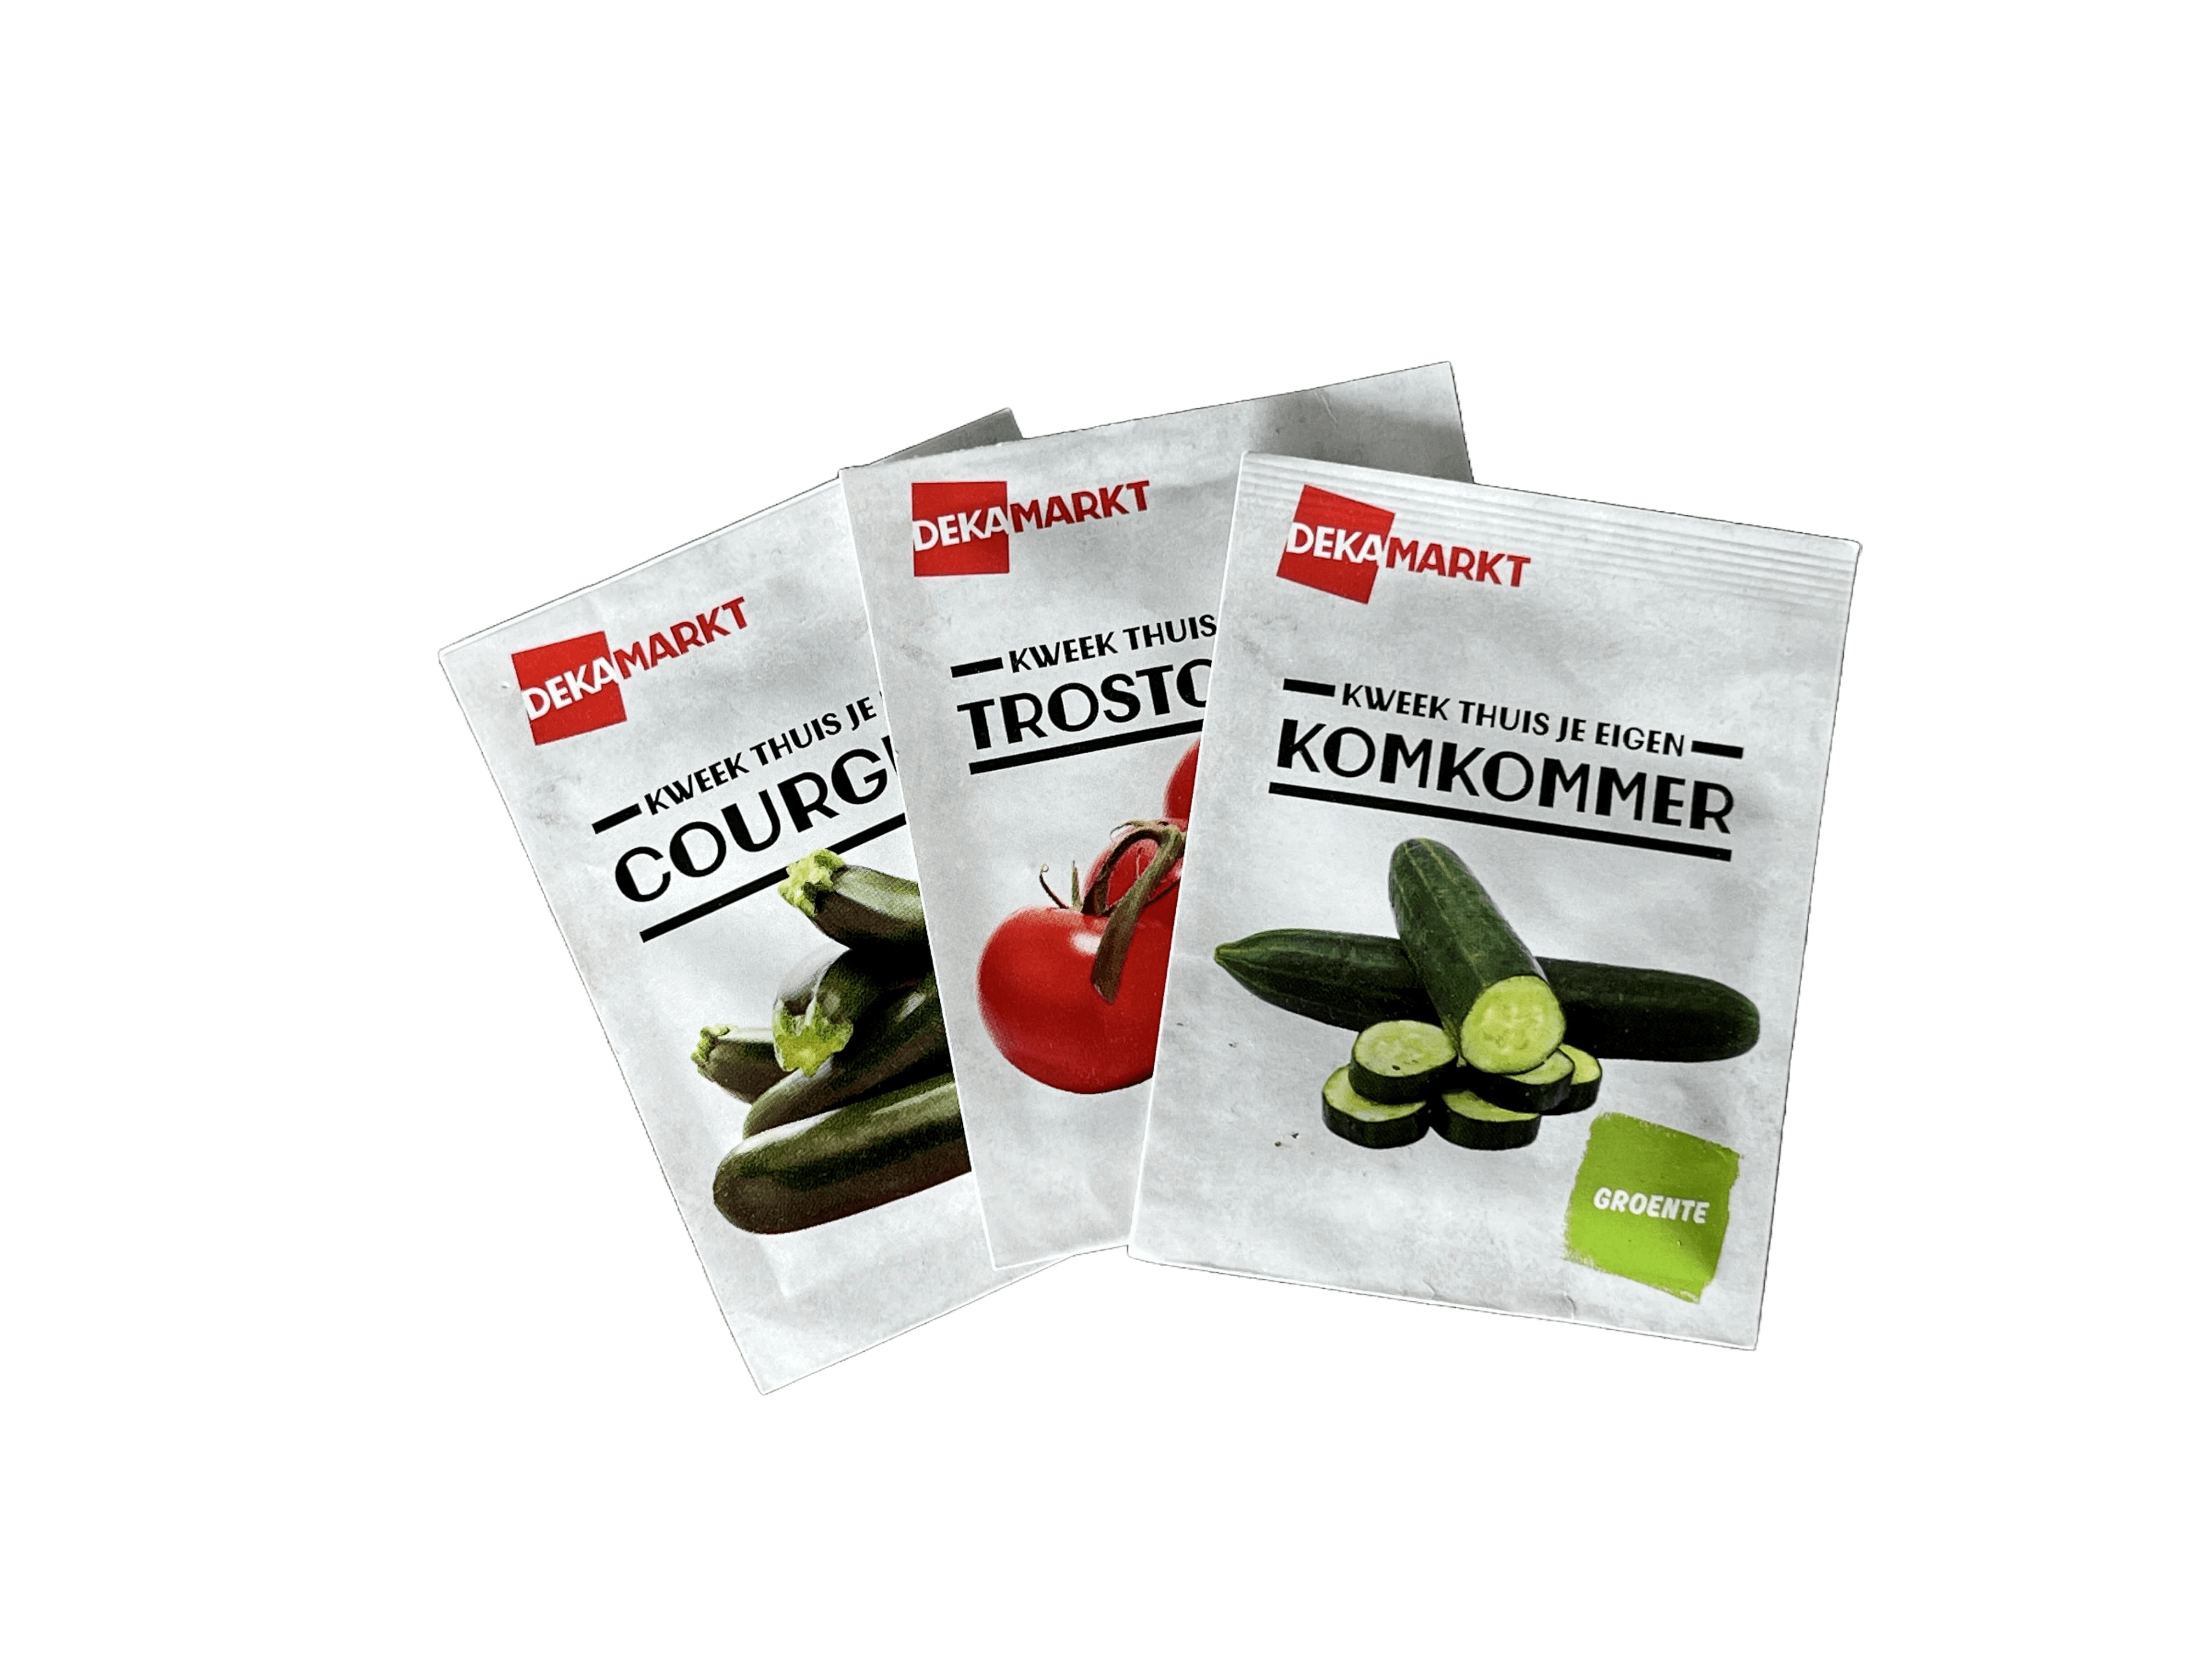 DEKAMARKT
KWEEK THUIS JE
COURG
DEKAMARKT
KWEEK THUIS
TROSTO
DEKAMARKT
KWEEK THUIS JE EIGEN
KOMKOMMER
GROENTE